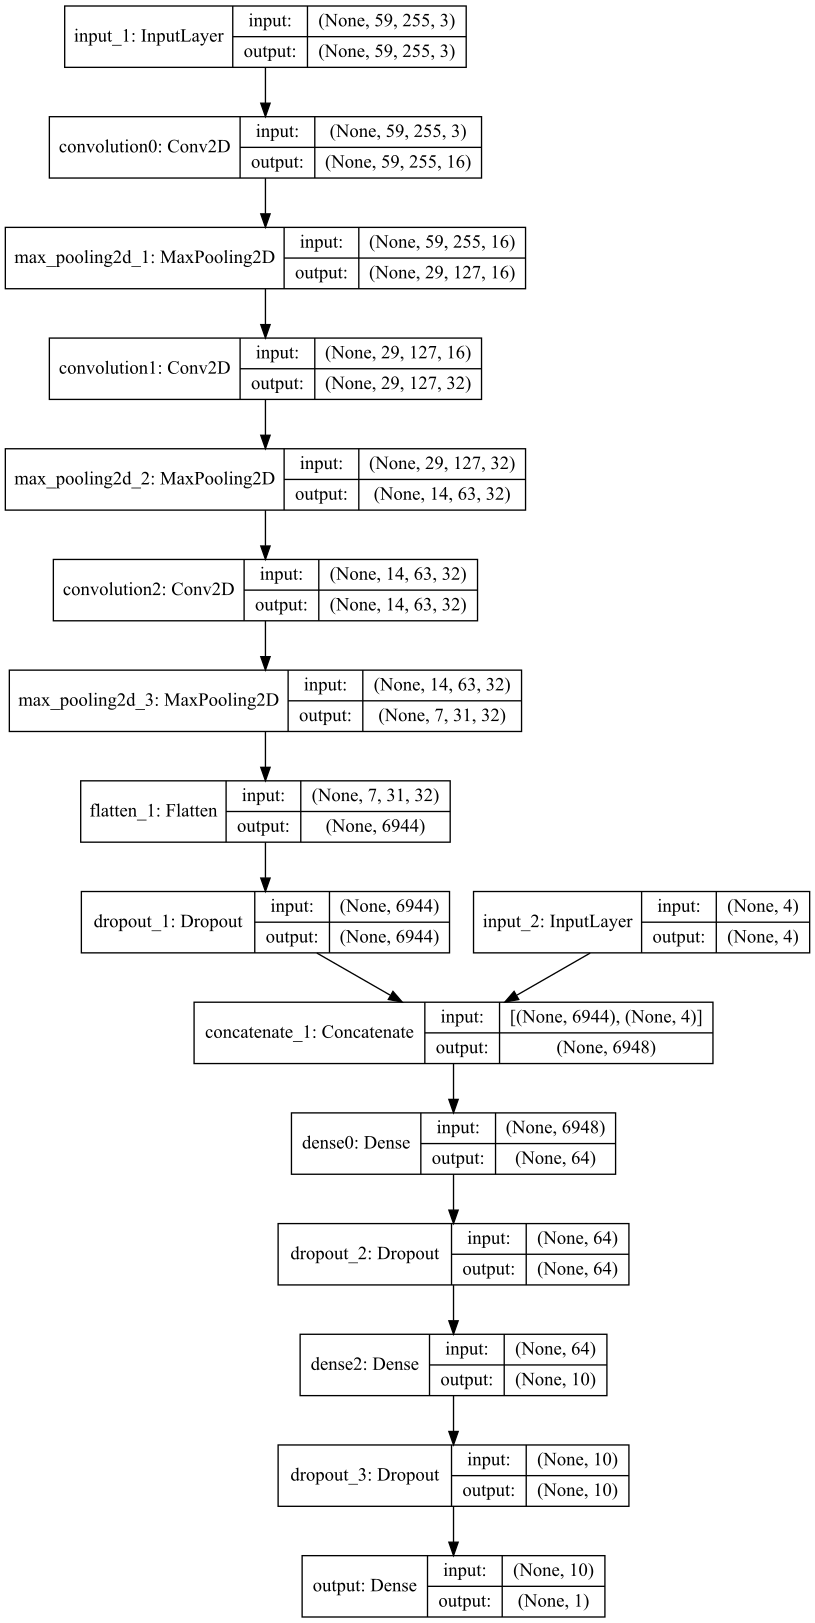 input_1: InputLayer
input: (None, 59, 255, 3)
output: (None, 59, 255, 3)
convolution0: Conv2D
input: (None, 59, 255, 3)
output: (None, 59, 255, 16)
max_pooling2d_1: MaxPooling2D
input: (None, 59, 255, 16)
output: (None, 29, 127, 16)
convolution1: Conv2D
input: (None, 29, 127, 16)
output: (None, 29, 127, 32)
max_pooling2d_2: MaxPooling2D
input: (None, 29, 127, 32)
output: (None, 14, 63, 32)
convolution2: Conv2D
input: (None, 14, 63, 32)
output: (None, 14, 63, 32)
max_pooling2d_3: MaxPooling2D
input: (None, 14, 63, 32)
output: (None, 7, 31, 32)
flatten_1: Flatten
input: (None, 7, 31, 32)
output: (None, 6944)
dropout_1: Dropout
input: (None, 6944)
output: (None, 6944)
input_2: InputLayer
input: (None, 4)
output: (None, 4)
concatenate_1: Concatenate
input: [(None, 6944), (None, 4)]
output: (None, 6948)
dense0: Dense
input: (None, 6948)
output: (None, 64)
dropout_2: Dropout
input: (None, 64)
output: (None, 64)
dense2: Dense
input: (None, 64)
output: (None, 10)
dropout_3: Dropout
input: (None, 10)
output: (None, 10)
output: Dense
input: (None, 10)
output: (None, 1)